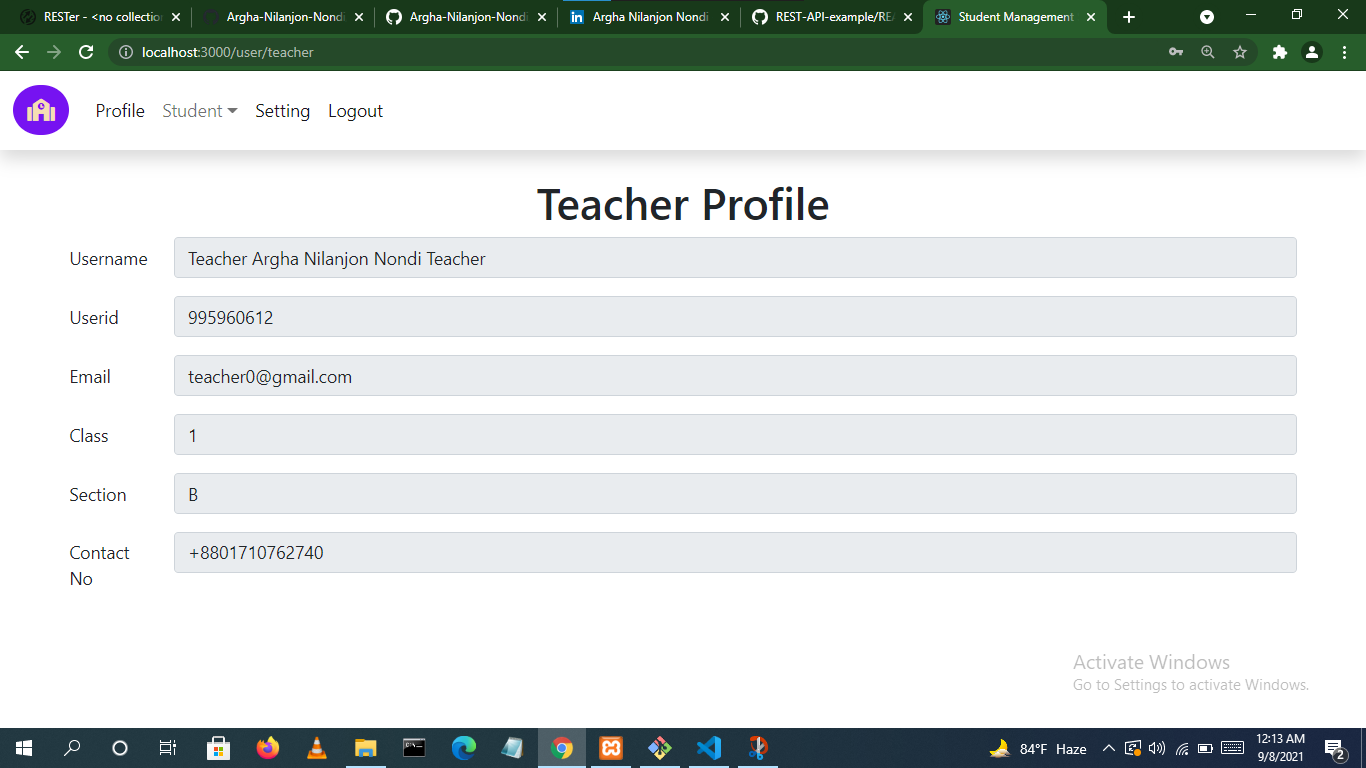 RESTer - <no collection
Argha-Nilanjon-Nondi
Argha-Nilanjon-Nondi
Argha Nilanjon Nondi
REST-API-example/REA
Student Management
localhost:3000/user/teacher
Profile Student Setting Logout
Teacher Profile
Username Teacher Argha Nilanjon Nondi Teacher
Userid 995960612
Email teacher0@gmail.com
Class 1
Section B
Contact +8801710762740
No
Activate Windows
Go to Settings to activate Windows.
84°F Haze
12:13 AM
9/8/2021
2